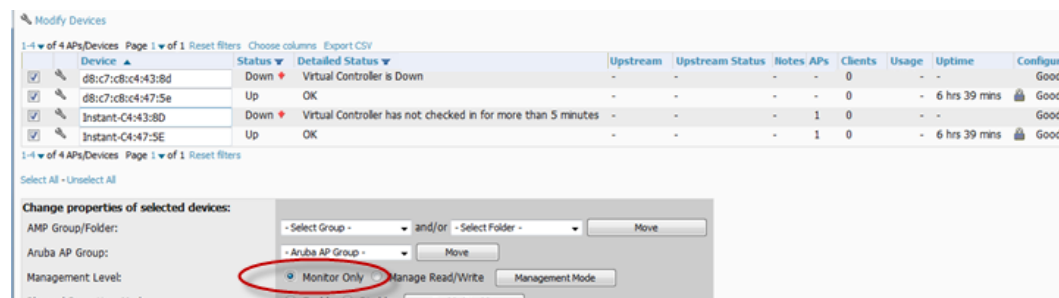 Modify Devices
1-4 of 4 APs/Devices Page 1 of 1 Reset filters Choose columns Export CSV
Device Status Detailed Status Upstream Upstream Status Notes APs Clients Usage Uptime Configur
d8:c7:c8:c4:43:8d Down Virtual Controller is Down - - - - 0 - - Good
d8:c7:c8:c4:47:5e Up OK - - - - 0 - 6 hrs 39 mins Good
Instant-C4:43:8D Down Virtual Controller has not checked in for more than 5 minutes - - - 1 0 - - Good
Instant-C4:47:5E Up OK - - - 1 0 - 6 hrs 39 mins Good
1-4 of 4 APs/Devices Page 1 of 1 Reset filters
Select All - Unselect All
Change properties of selected devices:
AMP Group/Folder: - Select Group - and/or - Select Folder - Move
Aruba AP Group: - Aruba AP Group - Move
Management Level: Monitor Only Manage Read/Write Management Mode